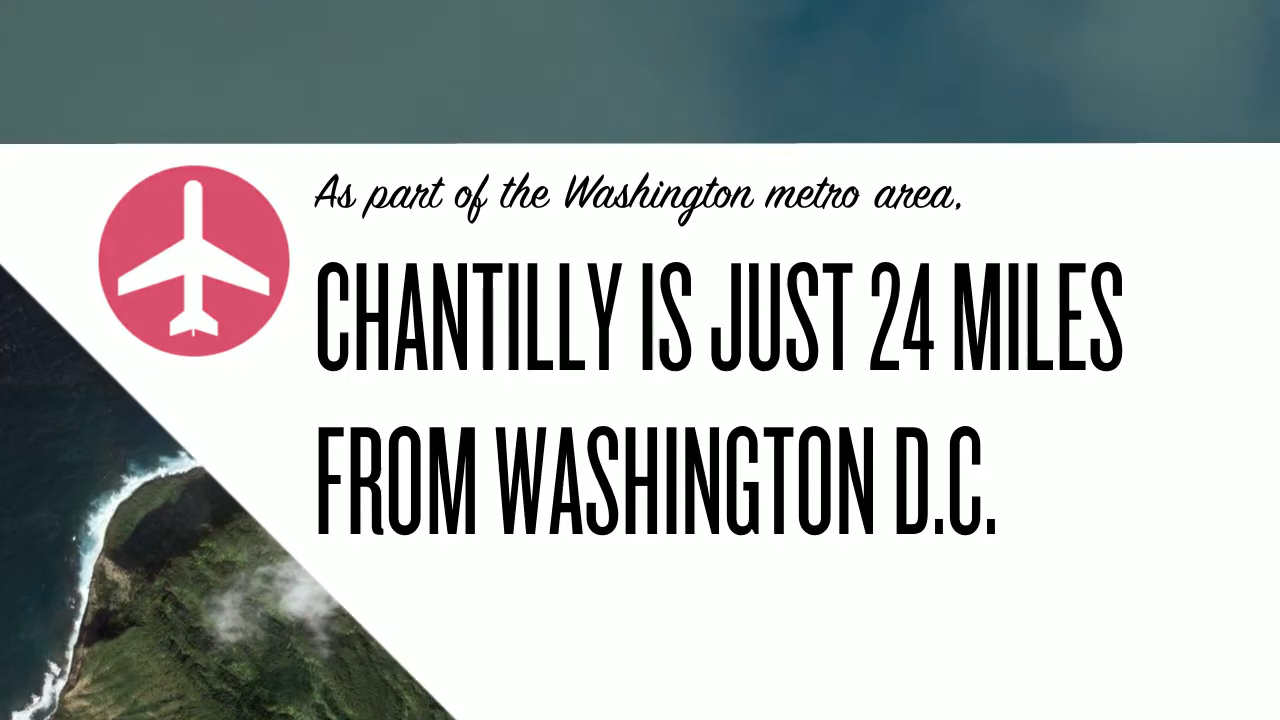 As part of the Washington metro area,
CHANTILLY IS JUST 24 MILES
FROM WASHINGTON D.C.